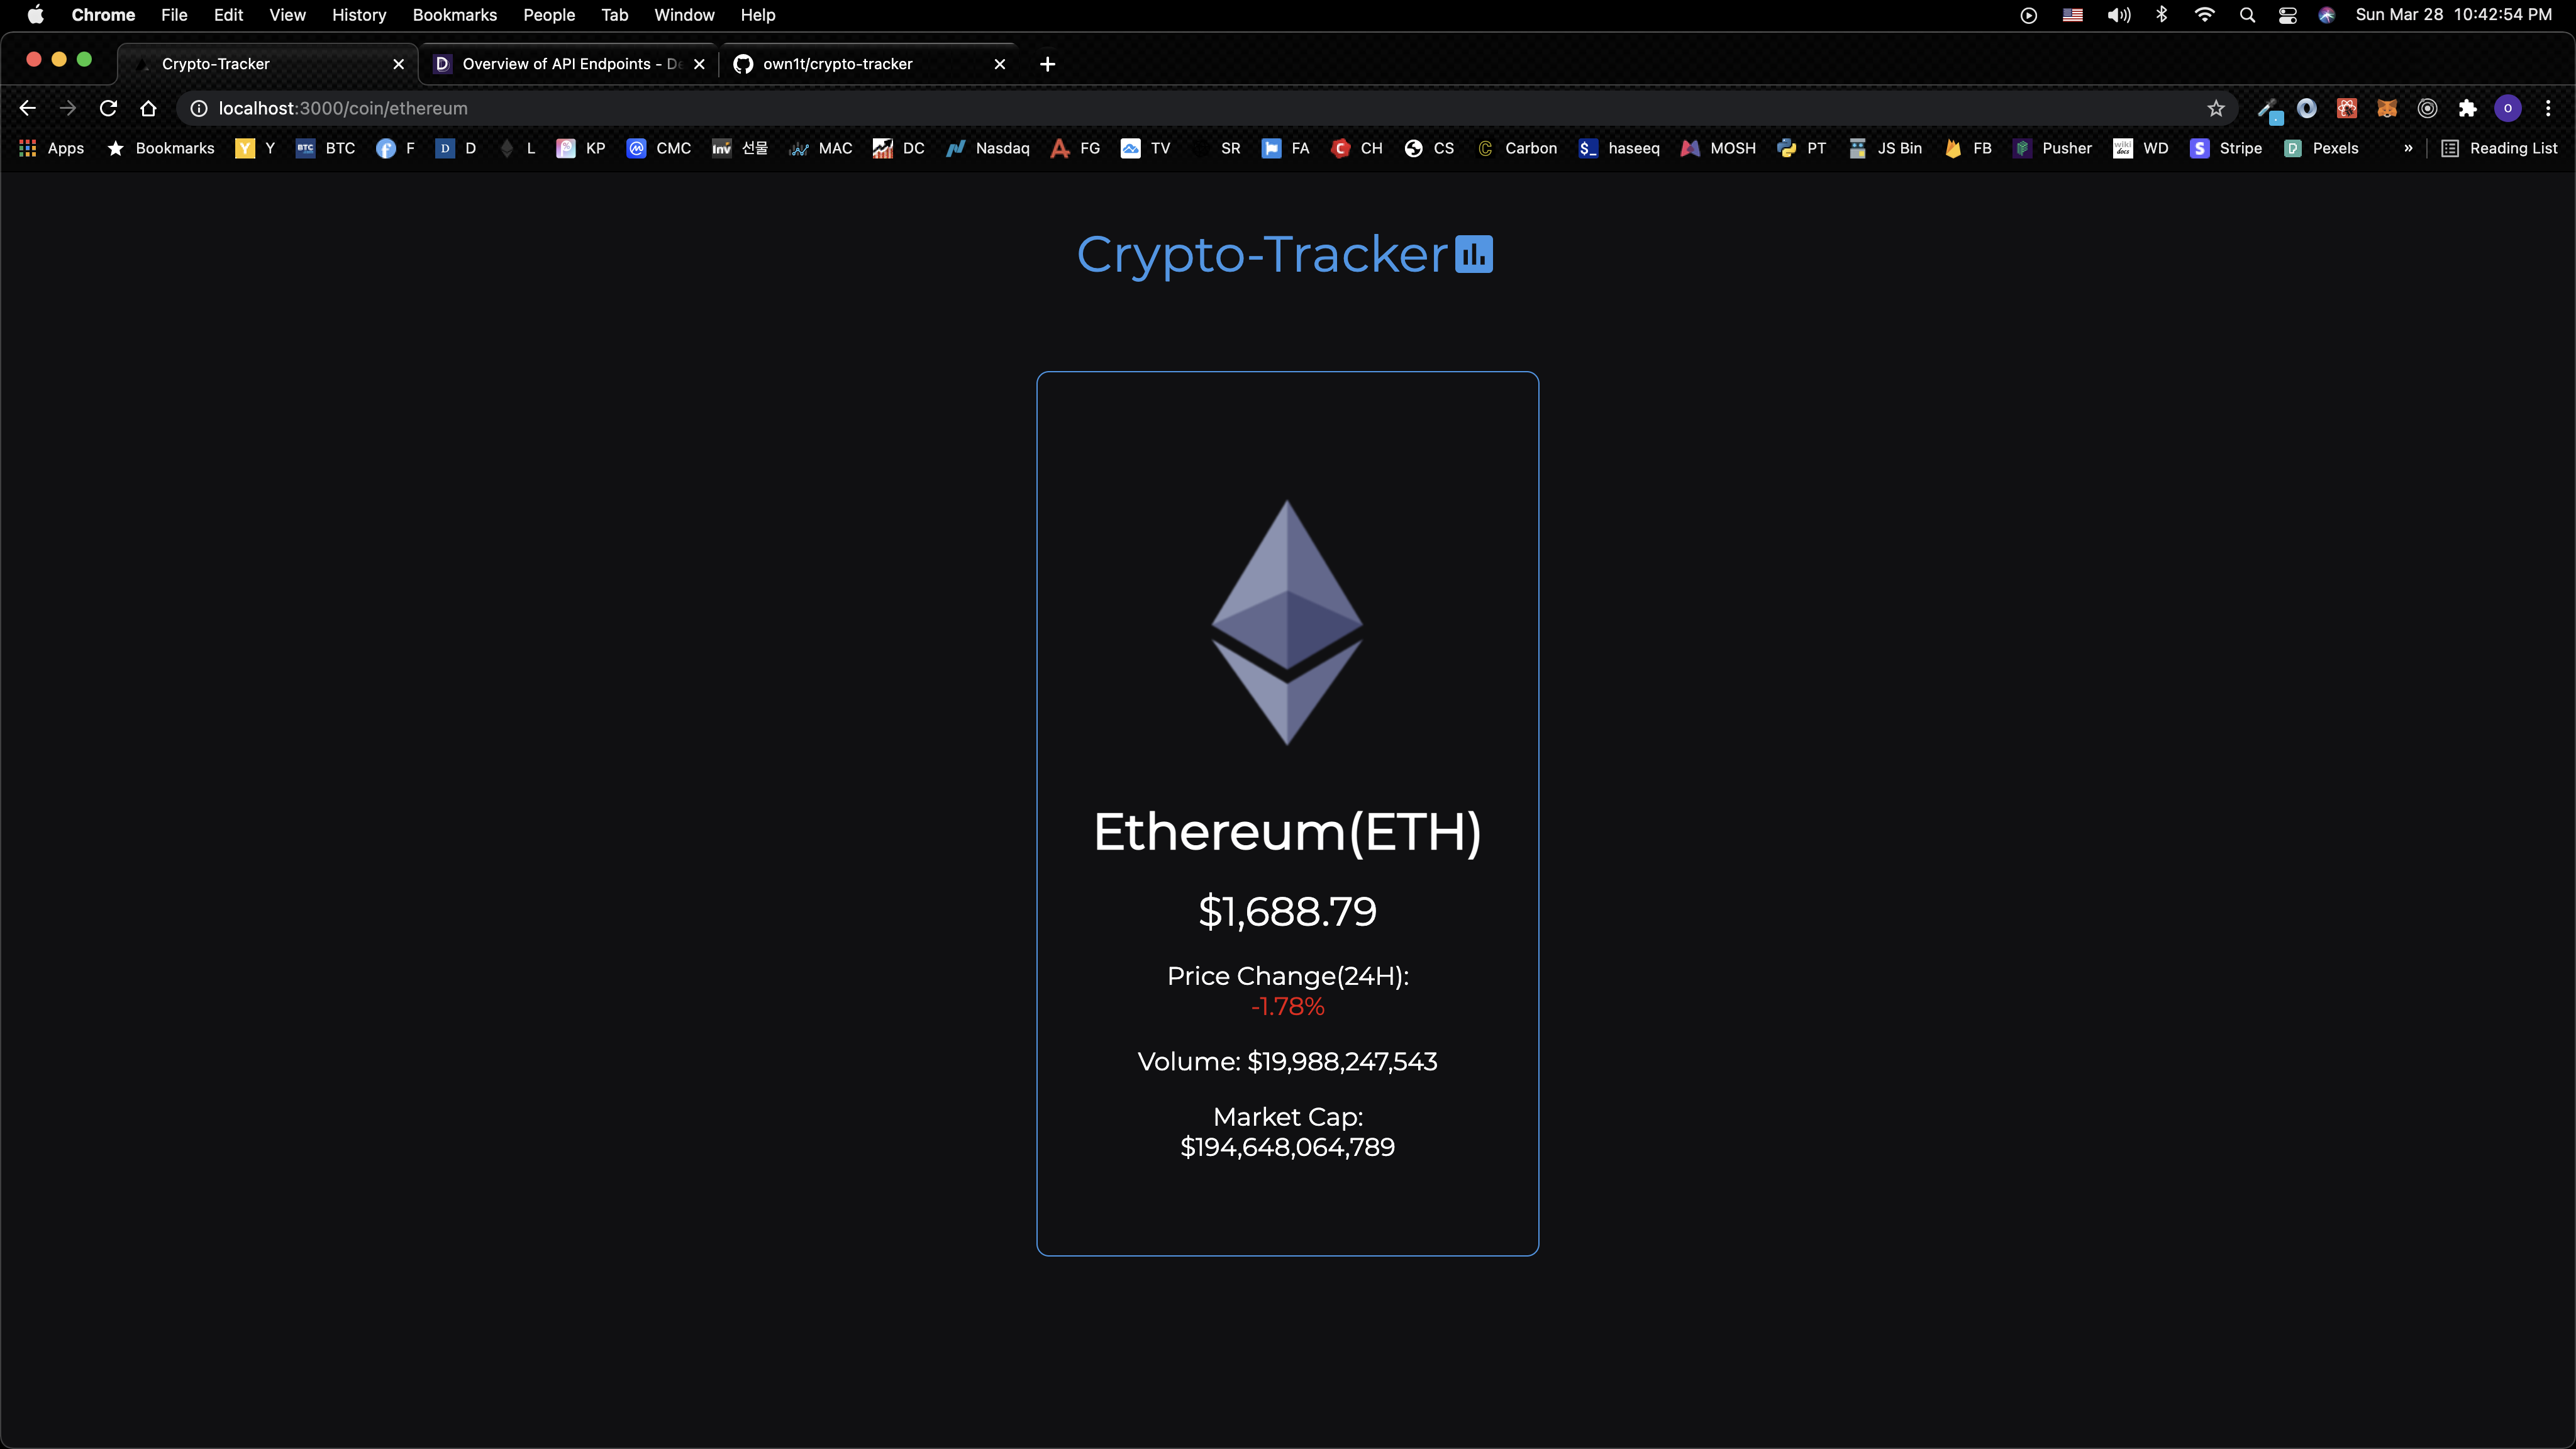 Chrome File Edit View History Bookmarks People Tab Window Help Sun Mar 28 10:42:54 PM
Crypto-Tracker Overview of API Endpoints - De own1t/crypto-tracker
localhost:3000/coin/ethereum
Apps Bookmarks Y BTC F D L KP CMC 선물 MAC DC Nasdaq FG TV SR FA CH CS Carbon haseeq MOSH PT JS Bin FB Pusher WD Stripe Pexels » Reading List
Crypto-Tracker
Ethereum(ETH)
$1,688.79
Price Change(24H):
-1.78%
Volume: $19,988,247,543
Market Cap:
$194,648,064,789